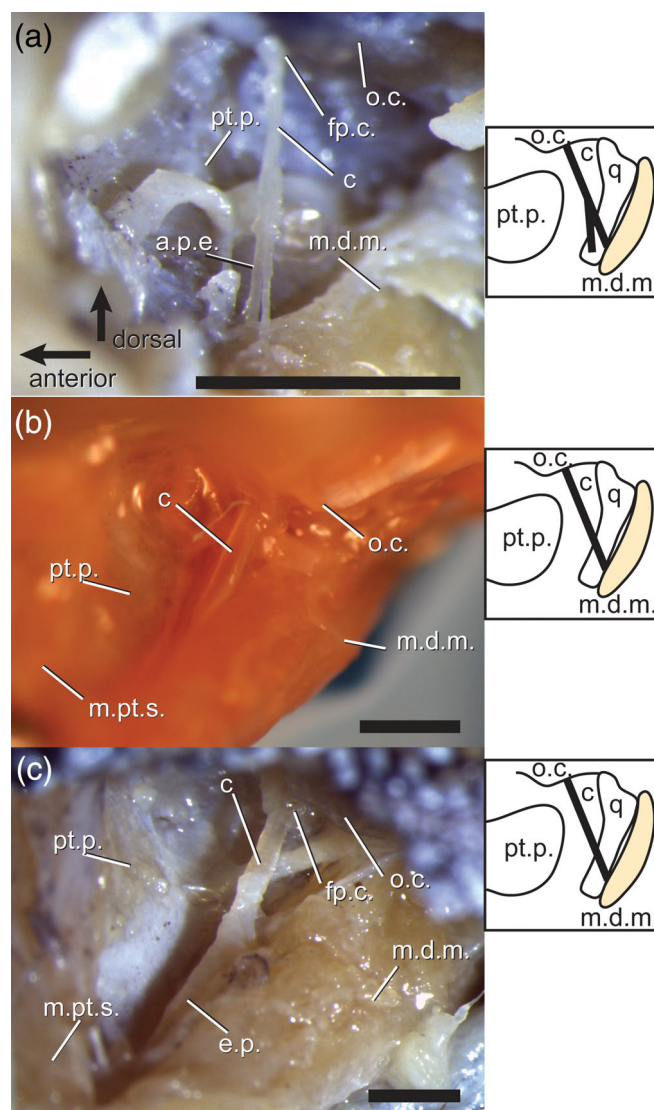 (a)
o.c.
fp.c.
pt.p.
c
a.p.e.
m.d.m.
dorsal
anterior
o.c.
c
q
pt.p.
m.d.m
(b)
c
o.c.
pt.p.
m.d.m.
m.pt.s.
o.c.
c
q
pt.p.
m.d.m.
(c)
c
pt.p.
fp.c.
o.c.
m.d.m.
m.pt.s.
e.p.
o.c.
c
q
pt.p.
m.d.m